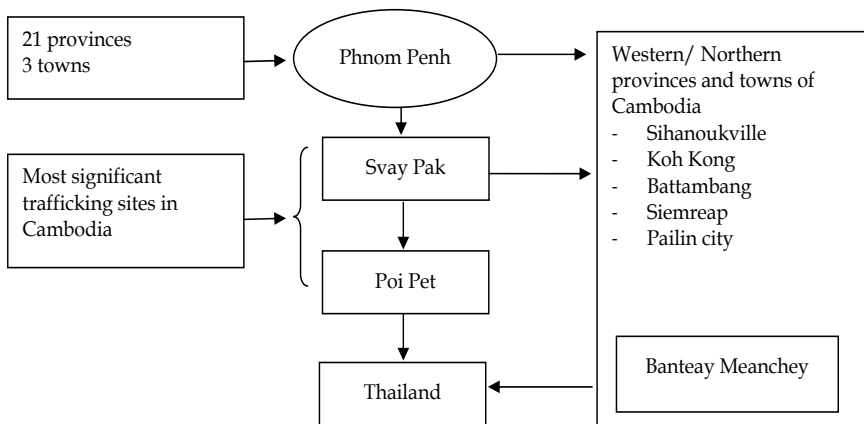 21 provinces
3 towns
Phnom Penh
Western/ Northern
provinces and towns of
Cambodia
- Sihanoukville
- Koh Kong
- Battambang
- Siemreap
- Pailin city
Most significant
trafficking sites in
Cambodia
Svay Pak
Poi Pet
Thailand
Banteay Meanchey